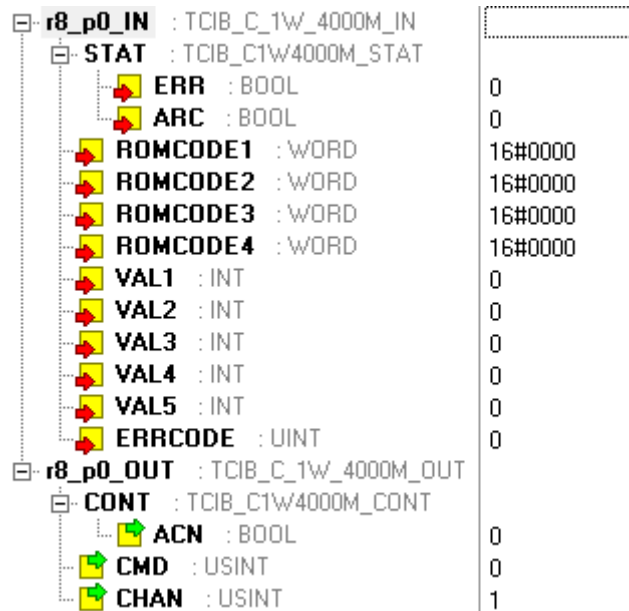 r8_p0_IN : TCIB_C_1W_4000M_IN
STAT : TCIB_C1W4000M_STAT
ERR : BOOL 0
ARC : BOOL 0
ROMCODE1 : WORD 16#0000
ROMCODE2 : WORD 16#0000
ROMCODE3 : WORD 16#0000
ROMCODE4 : WORD 16#0000
VAL1 : INT 0
VAL2 : INT 0
VAL3 : INT 0
VAL4 : INT 0
VAL5 : INT 0
ERRCODE : UINT 0
r8_p0_OUT : TCIB_C_1W_4000M_OUT
CONT : TCIB_C1W4000M_CONT
ACN : BOOL 0
CMD : USINT 0
CHAN : USINT 1